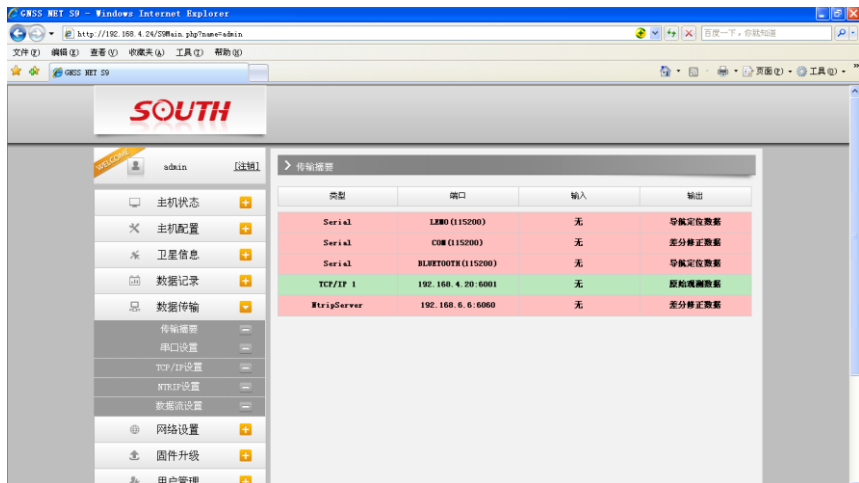 GNSS NET S9 - Windows Internet Explorer
http://192.168.4.24/S9Main.php?name=admin
百度一下,你就知道
文件(F) 编辑(E) 查看(V) 收藏夹(A) 工具(T) 帮助(H)
GNSS NET S9
页面(P) 工具(O)
SOUTH
WELCOME
admin [注销]
主机状态
主机配置
卫星信息
数据记录
数据传输
传输摘要
串口设置
TCP/IP设置
NTRIP设置
数据流设置
网络设置
固件升级
用户管理
传输摘要
类型 端口 输入 输出
Serial LEMO(115200) 无 导航定位数据
Serial COM(115200) 无 差分修正数据
Serial BLUETOOTH(115200) 无 导航定位数据
TCP/IP 1 192.168.4.20:6001 无 原始观测数据
NtripServer 192.168.6.6:6060 无 差分修正数据